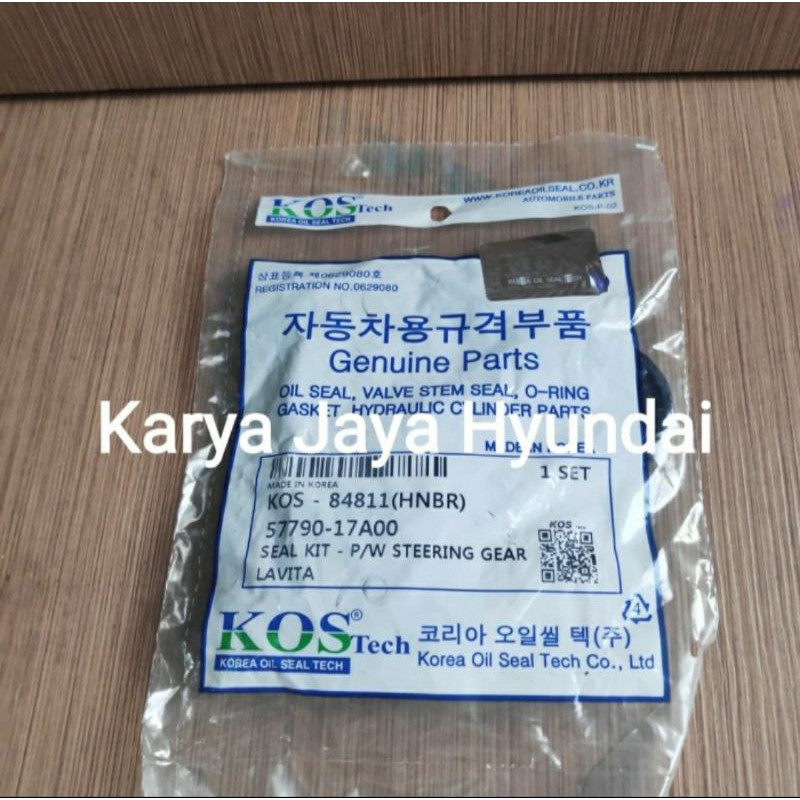 KOS Tech
KOREA OIL SEAL TECH
WWW.KOREAOILSEAL.CO.KR
AUTOMOBILE PARTS
KOS-P-02
KOREA OIL SEAL TECH
상표등록 제0629080호
REGISTRATION NO.0629080
자동차용규격부품
Genuine Parts
OIL SEAL, VALVE STEM SEAL, O-RING
GASKET, HYDRAULIC CYLINDER PARTS
Karya Jaya Hyundai
MADE IN KOREA
MADE IN KOREA
1 SET
KOS - 84811(HNBR)
57790-17A00
KOS
SEAL KIT - P/W STEERING GEAR
LAVITA
4
KOS® Tech
KOREA OIL SEAL TECH
코리아 오일씰 텍(주)
Korea Oil Seal Tech Co., Ltd